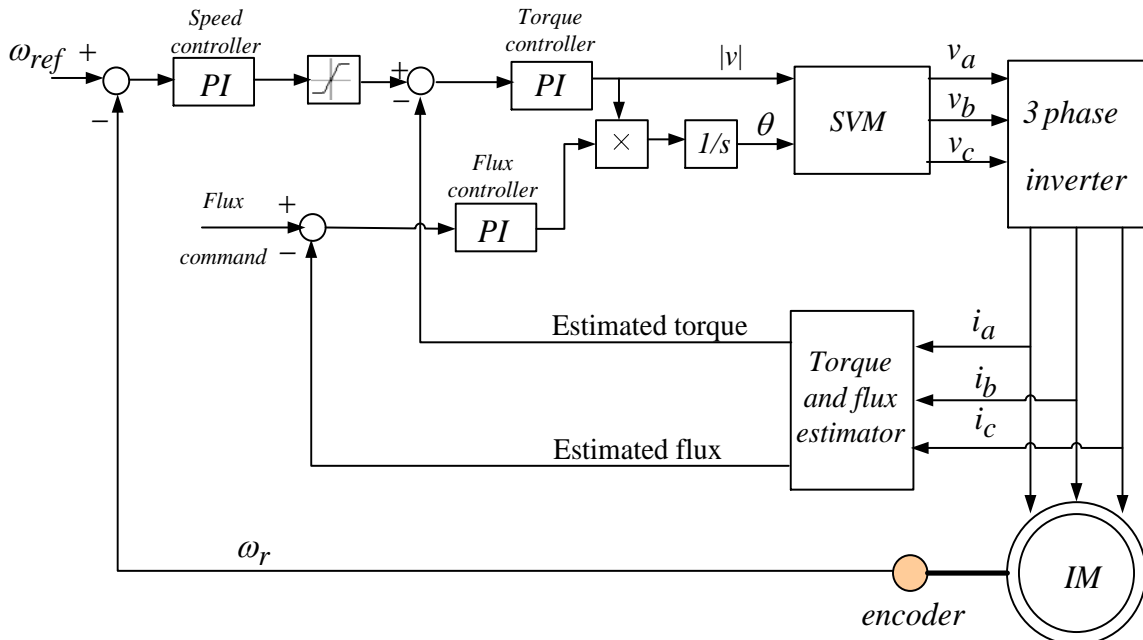 Speed
controller
Torque
controller
ω_ref
+
−
PI
+
−
PI
|v|
SVM
v_a
v_b
v_c
3 phase
inverter
×
1/s
θ
Flux
controller
Flux
command
+
−
PI
Estimated torque
Estimated flux
Torque
and flux
estimator
i_a
i_b
i_c
ω_r
encoder
IM